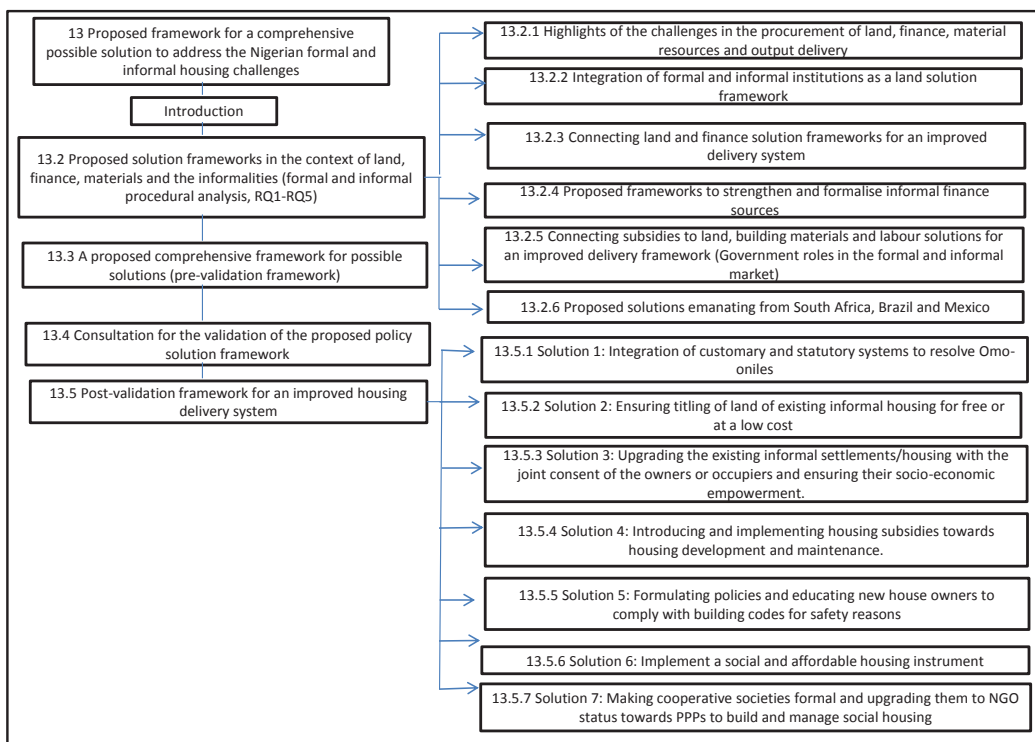 13 Proposed framework for a comprehensive
possible solution to address the Nigerian formal and
informal housing challenges
Introduction
13.2 Proposed solution frameworks in the context of land,
finance, materials and the informalities (formal and informal
procedural analysis, RQ1-RQ5)
13.3 A proposed comprehensive framework for possible
solutions (pre-validation framework)
13.4 Consultation for the validation of the proposed policy
solution framework
13.5 Post-validation framework for an improved housing
delivery system
13.2.1 Highlights of the challenges in the procurement of land, finance, material
resources and output delivery
13.2.2 Integration of formal and informal institutions as a land solution
framework
13.2.3 Connecting land and finance solution frameworks for an improved
delivery system
13.2.4 Proposed frameworks to strengthen and formalise informal finance
sources
13.2.5 Connecting subsidies to land, building materials and labour solutions for
an improved delivery framework (Government roles in the formal and informal
market)
13.2.6 Proposed solutions emanating from South Africa, Brazil and Mexico
13.5.1 Solution 1: Integration of customary and statutory systems to resolve Omo-
oniles
13.5.2 Solution 2: Ensuring titling of land of existing informal housing for free or
at a low cost
13.5.3 Solution 3: Upgrading the existing informal settlements/housing with the
joint consent of the owners or occupiers and ensuring their socio-economic
empowerment.
13.5.4 Solution 4: Introducing and implementing housing subsidies towards
housing development and maintenance.
13.5.5 Solution 5: Formulating policies and educating new house owners to
comply with building codes for safety reasons
13.5.6 Solution 6: Implement a social and affordable housing instrument
13.5.7 Solution 7: Making cooperative societies formal and upgrading them to NGO
status towards PPPs to build and manage social housing